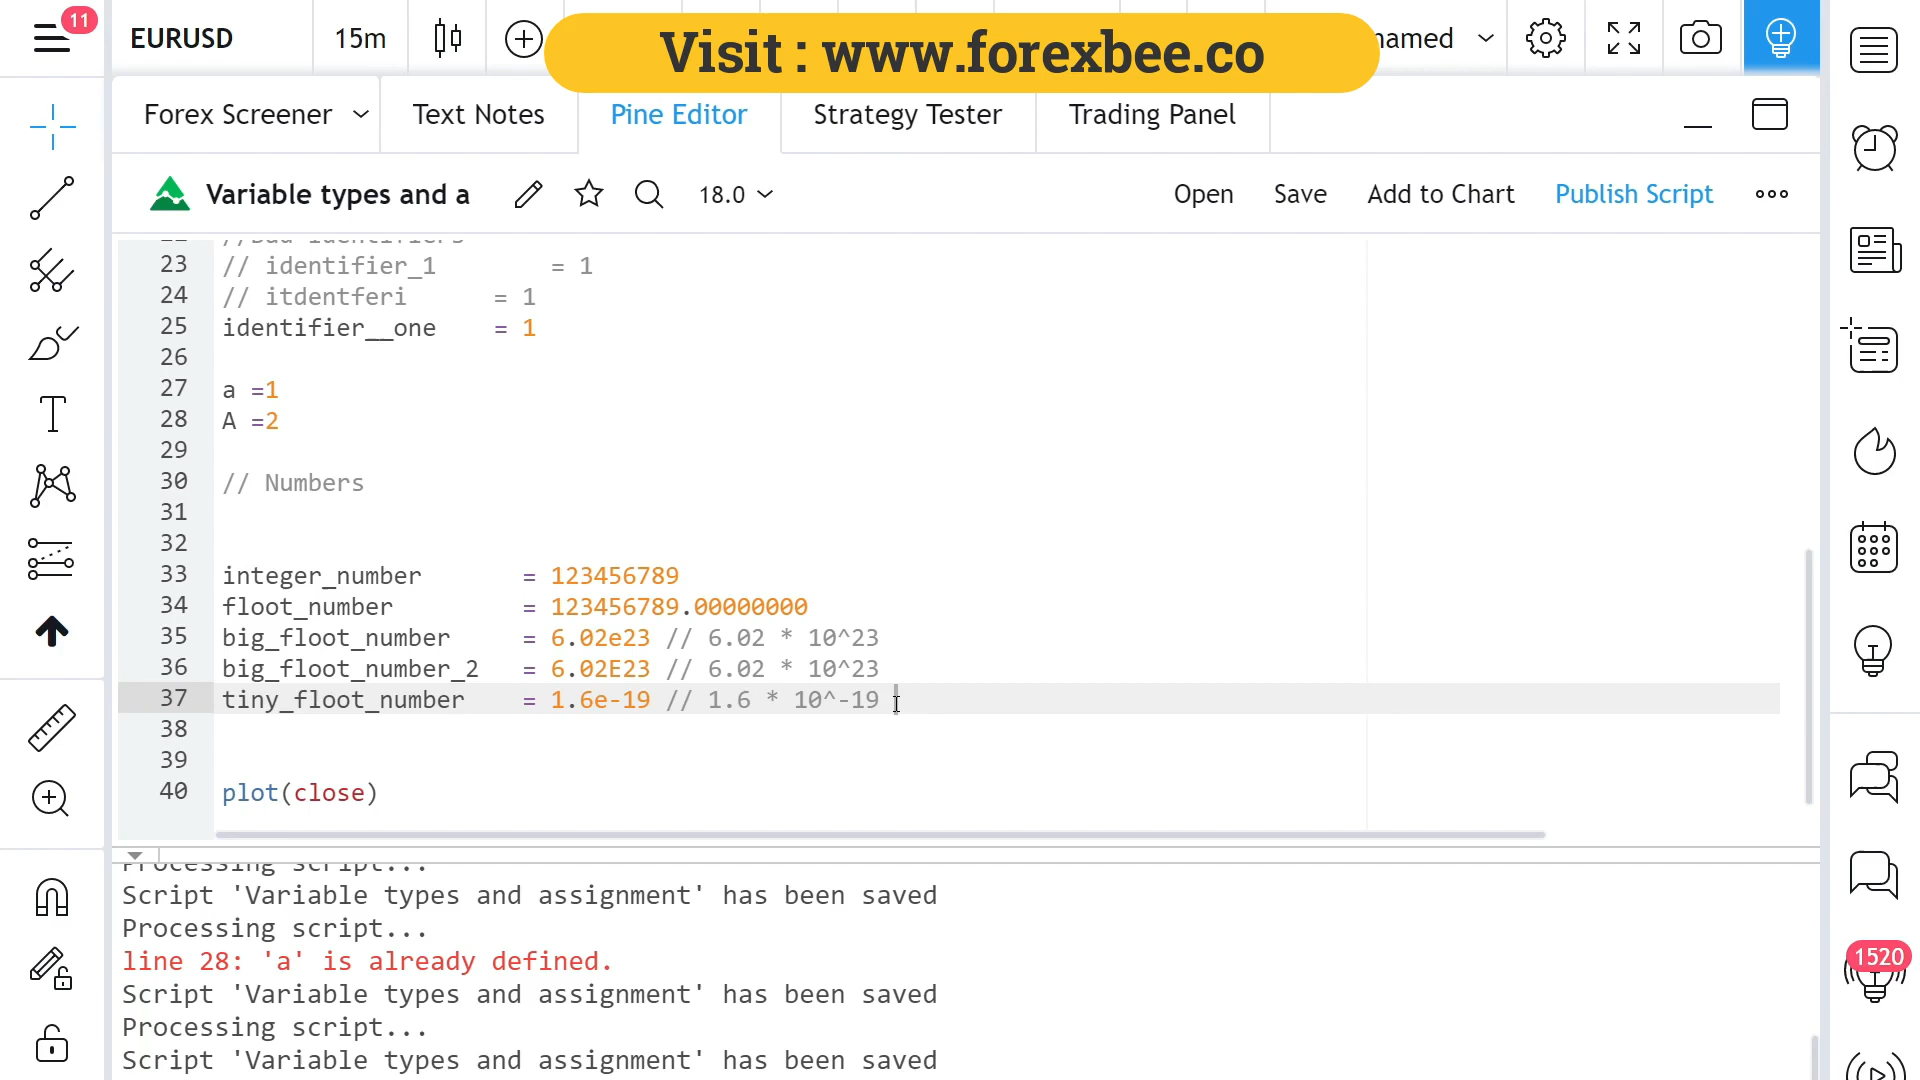 11
EURUSD
15m
Visit : www.forexbee.co
named
Forex Screener
Text Notes
Pine Editor
Strategy Tester
Trading Panel
Variable types and a
18.0
Open
Save
Add to Chart
Publish Script
22 //Bad identifiers
23 // identifier_1 = 1
24 // itdentferi = 1
25 identifier__one = 1
26
27 a =1
28 A =2
29
30 // Numbers
31
32
33 integer_number = 123456789
34 floot_number = 123456789.00000000
35 big_floot_number = 6.02e23 // 6.02 * 10^23
36 big_floot_number_2 = 6.02E23 // 6.02 * 10^23
37 tiny_floot_number = 1.6e-19 // 1.6 * 10^-19
38
39
40 plot(close)
Processing script...
Script 'Variable types and assignment' has been saved
Processing script...
line 28: 'a' is already defined.
Script 'Variable types and assignment' has been saved
Processing script...
Script 'Variable types and assignment' has been saved
1520